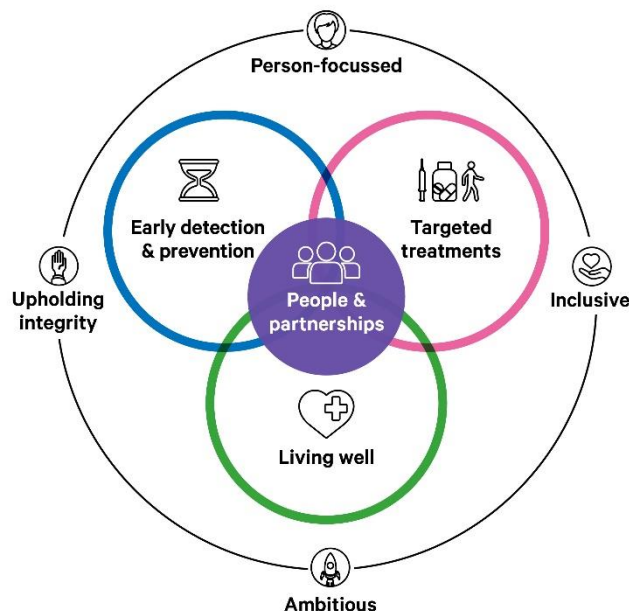 Person-focussed
Early detection
& prevention
Targeted
treatments
Upholding
integrity
People &
partnerships
Inclusive
Living well
Ambitious